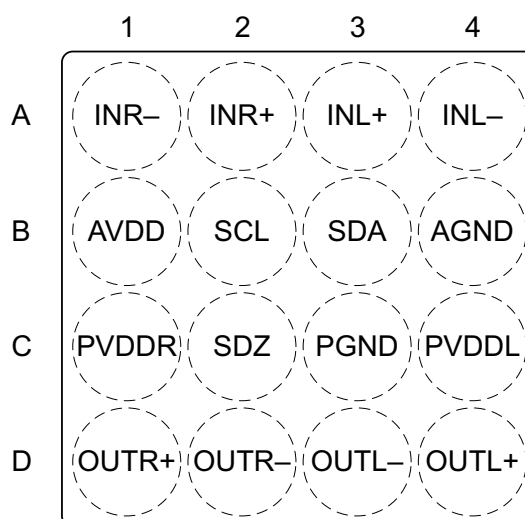 1 2 3 4
A INR– INR+ INL+ INL–
B AVDD SCL SDA AGND
C PVDDR SDZ PGND PVDDL
D OUTR+ OUTR– OUTL– OUTL+